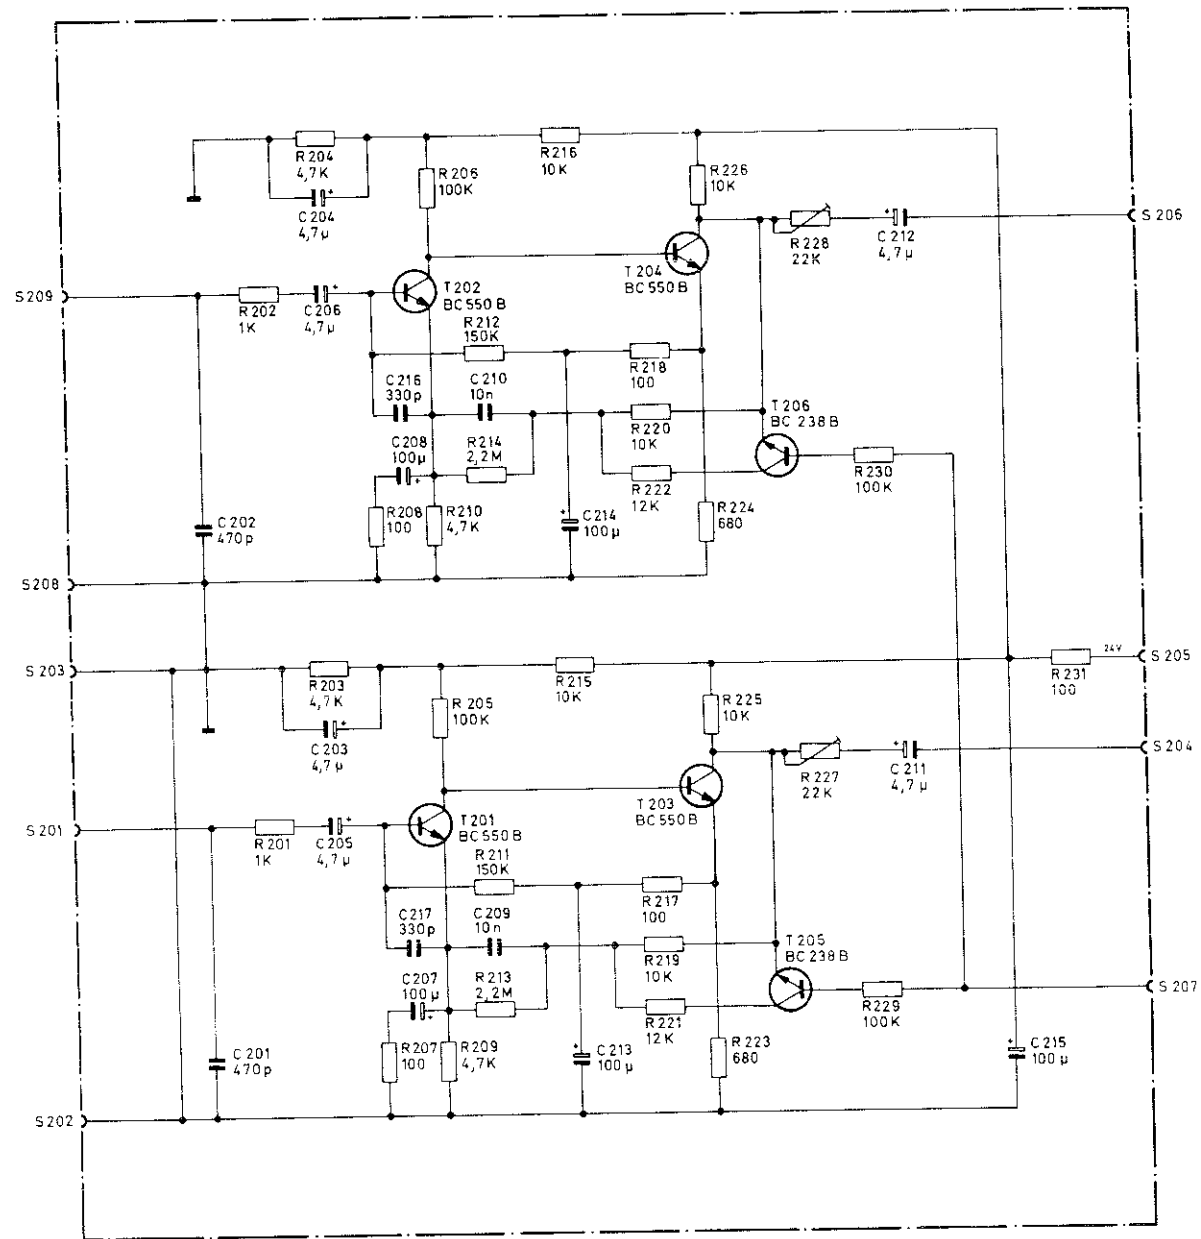 R 204
4,7K
C 204
4,7µ
+
R 206
100K
R 216
10K
R 226
10K
R 228
22K
+
C 212
4,7µ
S 206
S 209
R 202
1K
+
C 206
4,7µ
T 202
BC 550 B
T 204
BC 550 B
R 212
150K
R 218
100
C 216
330p
C 210
10n
R 220
10K
T 206
BC 238 B
C 208
100µ
+
R 214
2,2M
R 222
12K
R 230
100K
R 208
100
R 210
4,7K
+
C 214
100µ
R 224
680
C 202
470p
S 208
S 203
R 203
4,7K
C 203
4,7µ
+
R 205
100K
R 215
10K
R 225
10K
24V
R 231
100
S 205
R 227
22K
+
C 211
4,7µ
S 204
S 201
R 201
1K
+
C 205
4,7µ
T 201
BC 550 B
T 203
BC 550 B
R 211
150K
R 217
100
C 217
330p
C 209
10n
R 219
10K
T 205
BC 238 B
C 207
100µ
+
R 213
2,2M
R 221
12K
R 229
100K
S 207
R 207
100
R 209
4,7K
+
C 213
100µ
R 223
680
+
C 215
100µ
C 201
470p
S 202